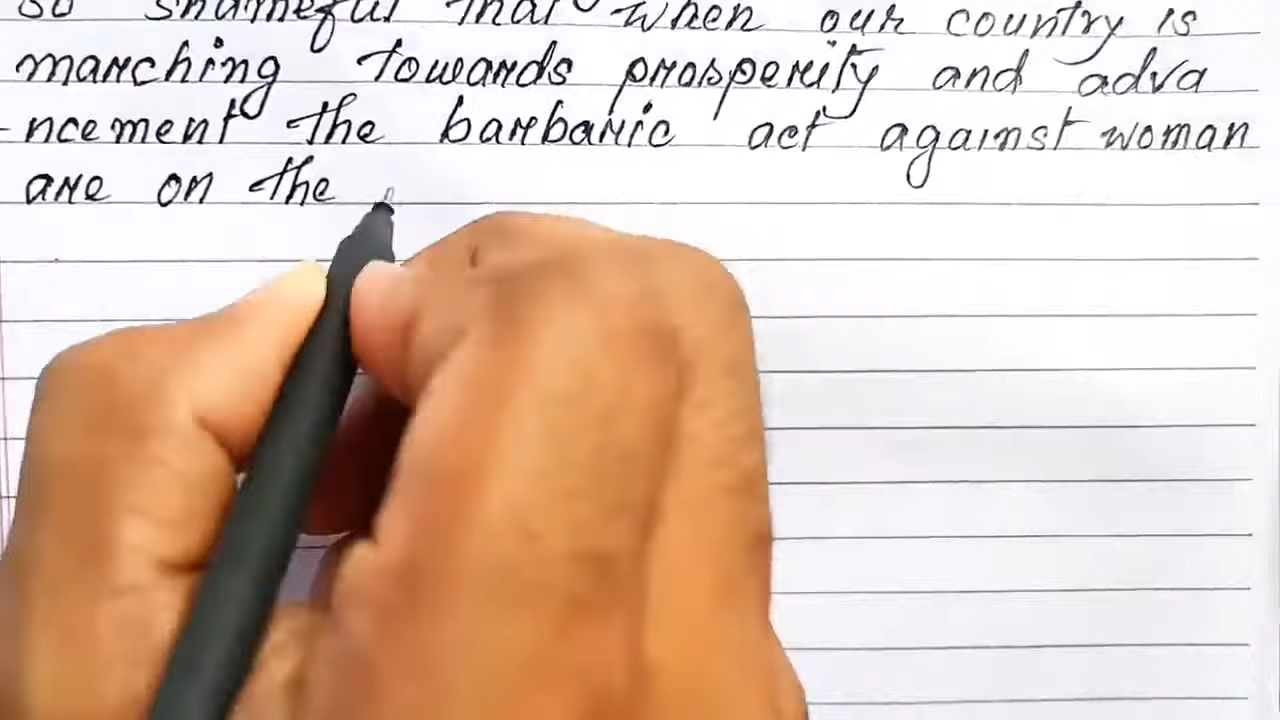 so shameful that when our country is
marching towards prosperity and adva
-ncement the barbaric act against woman
are on the